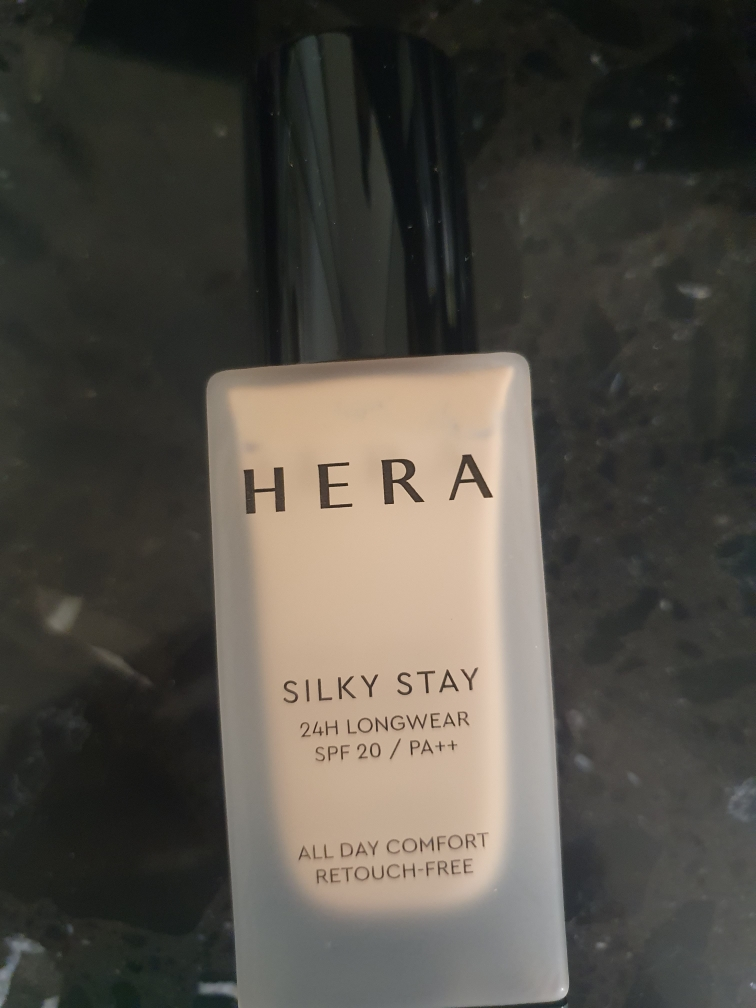 HERA
SILKY STAY
24H LONGWEAR
SPF 20 / PA++
ALL DAY COMFORT
RETOUCH-FREE